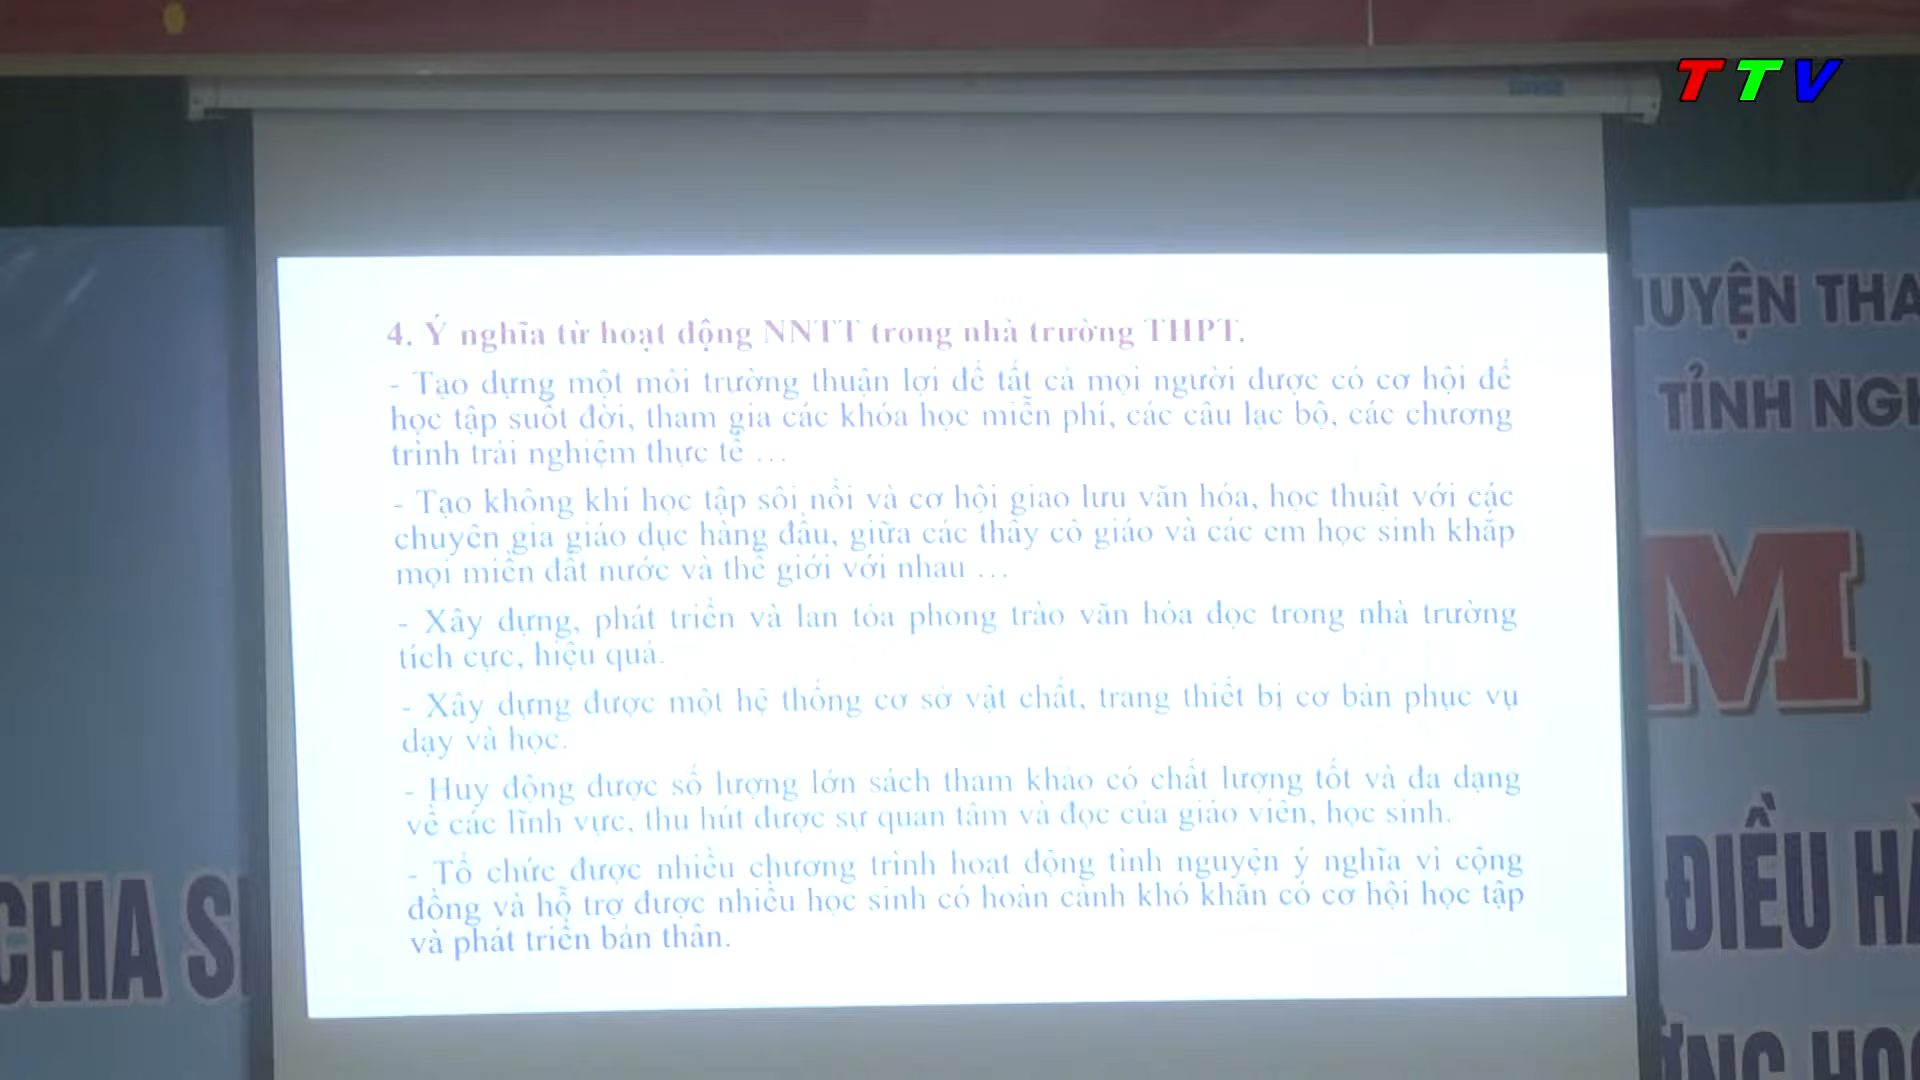 TTV
4. Ý nghĩa từ hoạt động NNTT trong nhà trường THPT.
- Tạo dựng một môi trường thuận lợi để tất cả mọi người được có cơ hội để
học tập suốt đời, tham gia các khóa học miễn phí, các câu lạc bộ, các chương
trình trải nghiệm thực tế …
- Tạo không khí học tập sôi nổi và cơ hội giao lưu văn hóa, học thuật với các
chuyên gia giáo dục hàng đầu, giữa các thầy cô giáo và các em học sinh khắp
mọi miền đất nước và thế giới với nhau …
- Xây dựng, phát triển và lan tỏa phong trào văn hóa đọc trong nhà trường
tích cực, hiệu quả.
- Xây dựng được một hệ thống cơ sở vật chất, trang thiết bị cơ bản phục vụ
dạy và học.
- Huy động được số lượng lớn sách tham khảo có chất lượng tốt và đa dạng
về các lĩnh vực, thu hút được sự quan tâm và đọc của giáo viên, học sinh.
- Tổ chức được nhiều chương trình hoạt động tình nguyện ý nghĩa vì cộng
đồng và hỗ trợ được nhiều học sinh có hoàn cảnh khó khăn có cơ hội học tập
và phát triển bản thân.
UYỆN THA
TỈNH NGH
M
CHIA S
ĐIỀU HÀ